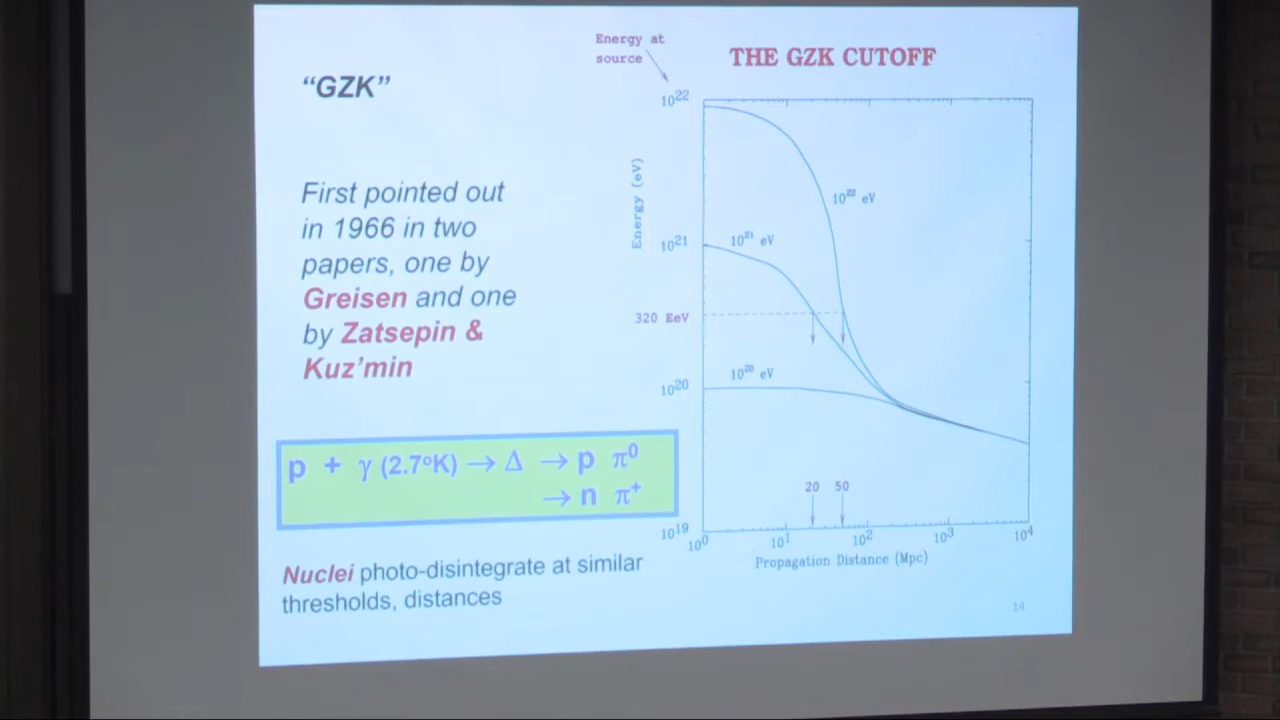 “GZK”
First pointed out
in 1966 in two
papers, one by
Greisen and one
by Zatsepin &
Kuz’min
p + γ (2.7ºK) → Δ → p π⁰
→ n π⁺
Nuclei photo-disintegrate at similar
thresholds, distances
Energy at
source
THE GZK CUTOFF
10²²
10²² eV
Energy (eV)
10²¹
10²¹ eV
320 EeV
10²⁰ eV
10²⁰
20 50
10¹⁹
10⁰ 10¹ 10² 10³ 10⁴
Propagation Distance (Mpc)
14